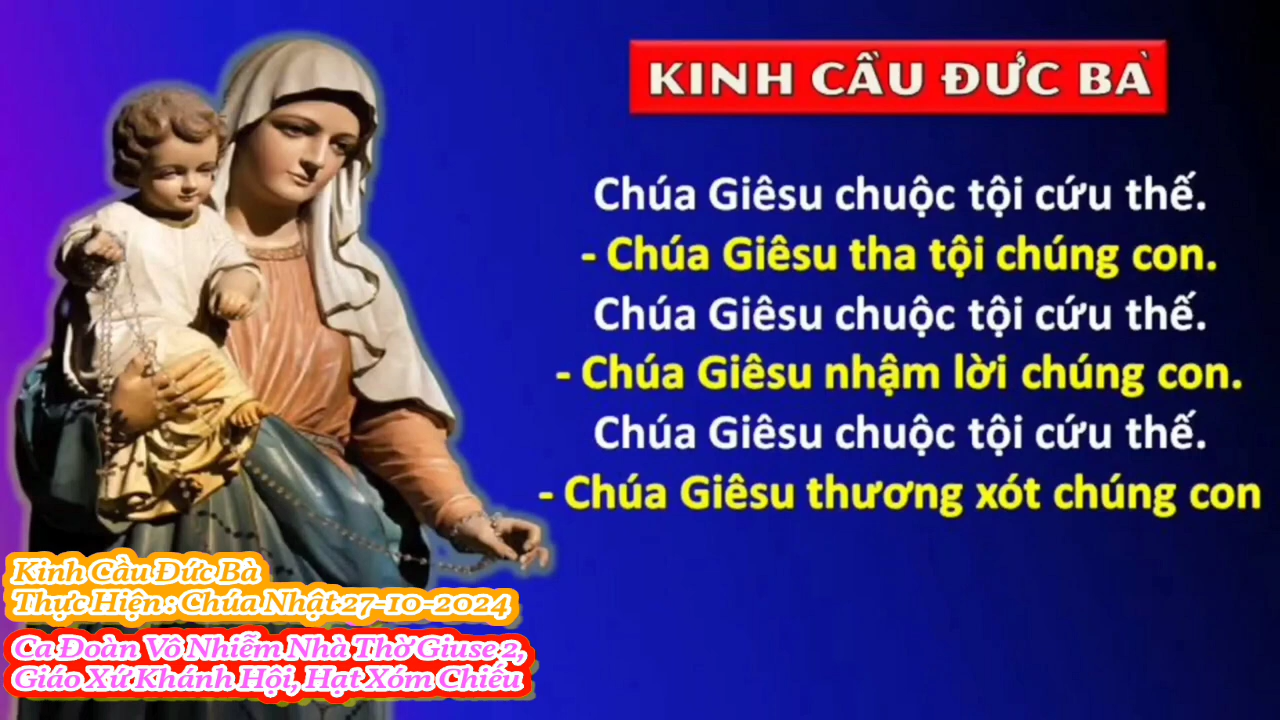 KINH CẦU ĐỨC BÀ
Chúa Giêsu chuộc tội cứu thế.
- Chúa Giêsu tha tội chúng con.
Chúa Giêsu chuộc tội cứu thế.
- Chúa Giêsu nhậm lời chúng con.
Chúa Giêsu chuộc tội cứu thế.
- Chúa Giêsu thương xót chúng con
Kinh Cầu Đức Bà
Thực Hiện : Chúa Nhật 27-10-2024
Ca Đoàn Vô Nhiễm Nhà Thờ Giuse 2,
Giáo Xứ Khánh Hội, Hạt Xóm Chiếu